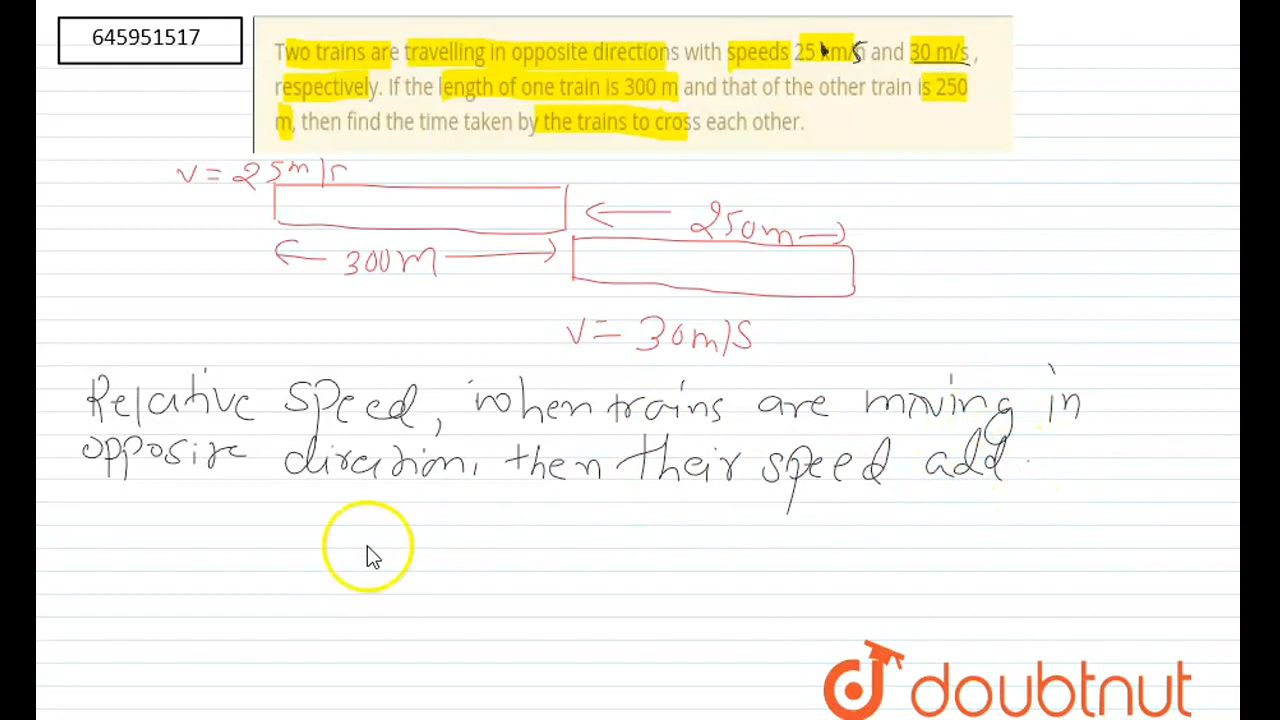 645951517
Two trains are travelling in opposite directions with speeds 25 km/h and 30 m/s ,
respectively. If the length of one train is 300 m and that of the other train is 250
m, then find the time taken by the trains to cross each other.
v = 25m/s
250m
300m
v = 30m/s
Relative speed, when trains are moving in
opposite direction, then their speed add.
doubtnut